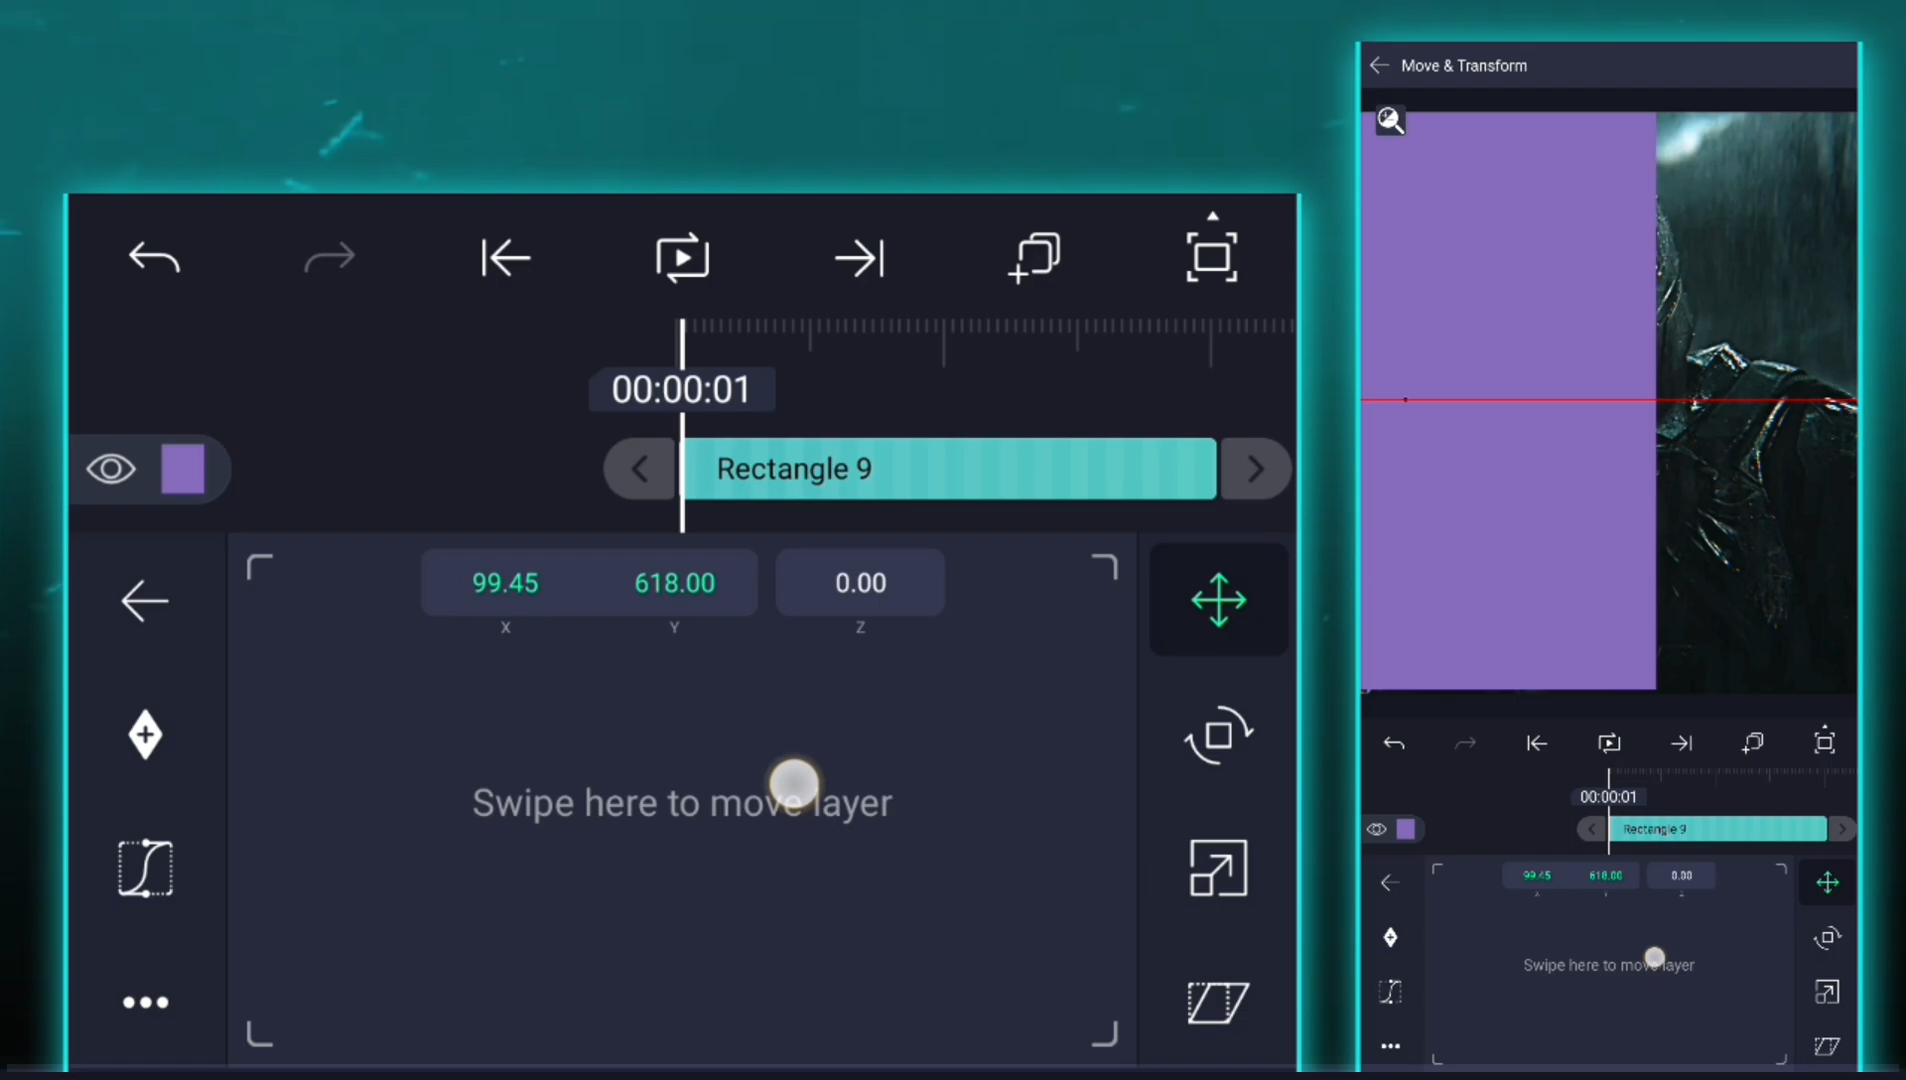 Move & Transform
00:00:01
Rectangle 9
99.45 618.00 0.00
X Y Z
Swipe here to move layer
00:00:01
Rectangle 9
99.45 618.00 0.00
Swipe here to move layer